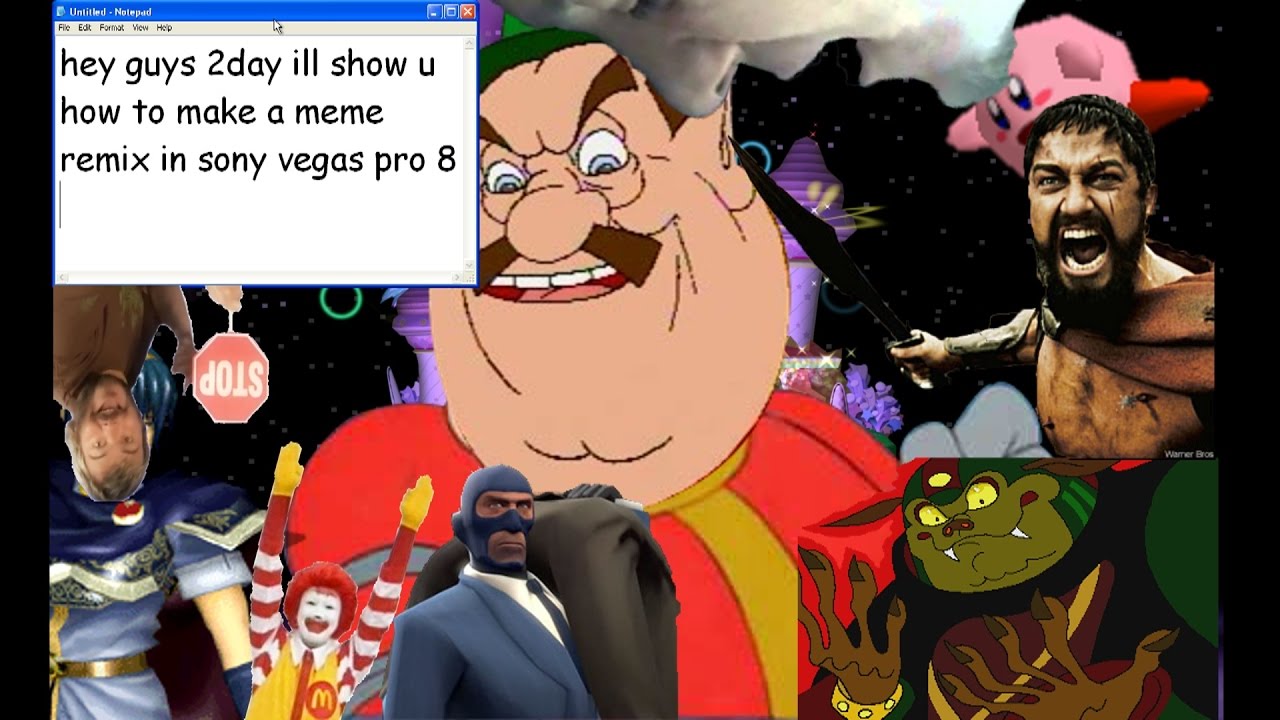 Untitled - Notepad
File Edit Format View Help
hey guys 2day ill show u
how to make a meme
remix in sony vegas pro 8
STOP
Warner Bros